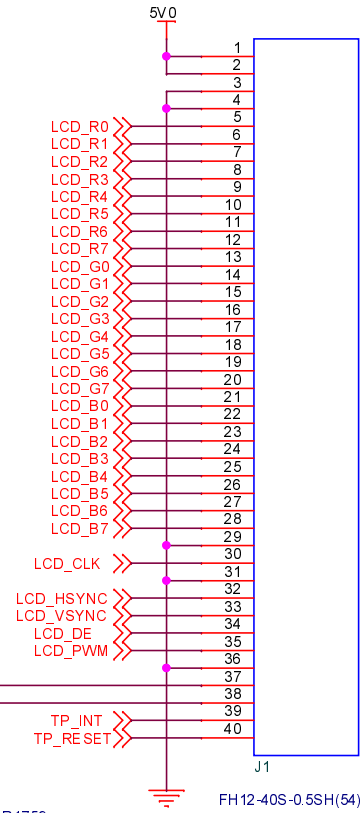 5V0
1
2
3
4
LCD_R0 5
LCD_R1 6
LCD_R2 7
LCD_R3 8
LCD_R4 9
LCD_R5 10
LCD_R6 11
LCD_R7 12
LCD_G0 13
LCD_G1 14
LCD_G2 15
LCD_G3 16
LCD_G4 17
LCD_G5 18
LCD_G6 19
LCD_G7 20
LCD_B0 21
LCD_B1 22
LCD_B2 23
LCD_B3 24
LCD_B4 25
LCD_B5 26
LCD_B6 27
LCD_B7 28
29
LCD_CLK 30
31
LCD_HSYNC 32
LCD_VSYNC 33
LCD_DE 34
LCD_PWM 35
36
37
38
TP_INT 39
TP_RESET 40
J1
FH12-40S-0.5SH(54)